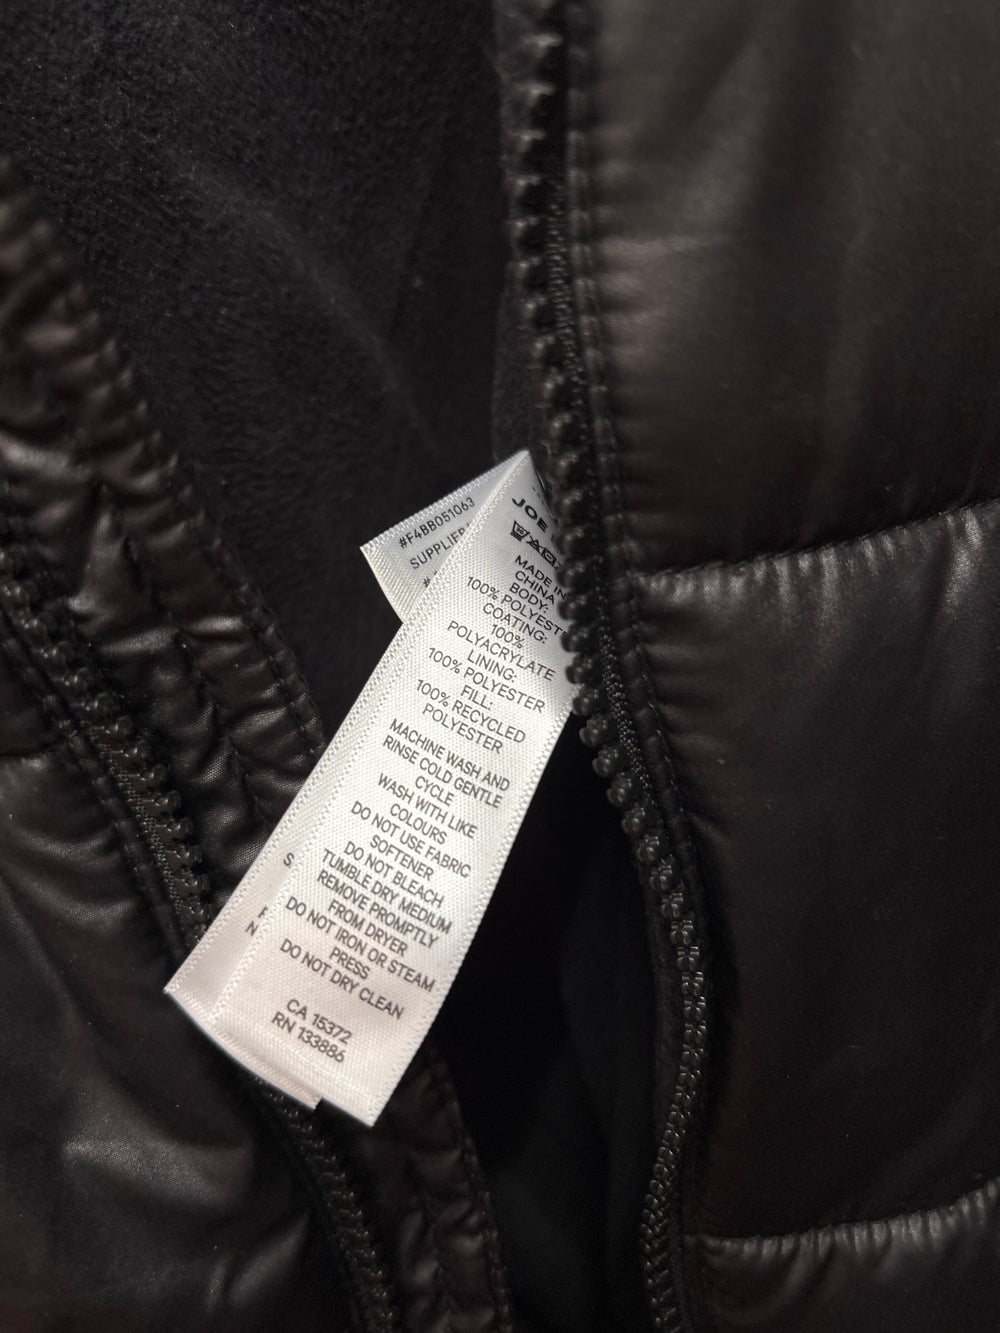 #F4BB051063
SUPPLIER
#
JOE
MADE IN
CHINA
BODY:
100% POLYEST
COATING:
100%
POLYACRYLATE
LINING:
100% POLYESTER
FILL:
100% RECYCLED
POLYESTER
MACHINE WASH AND
RINSE COLD GENTLE
CYCLE
WASH WITH LIKE
COLOURS
DO NOT USE FABRIC
SOFTENER
DO NOT BLEACH
TUMBLE DRY MEDIUM
REMOVE PROMPTLY
FROM DRYER
DO NOT IRON OR STEAM
PRESS
DO NOT DRY CLEAN
CA 15372
RN 133886
S
N